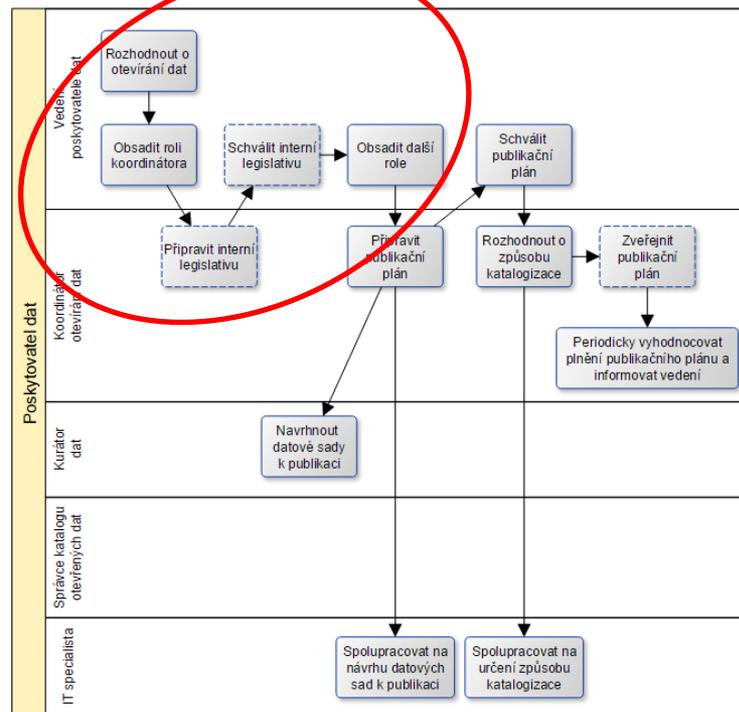 Poskytovatel dat
Vedení
poskytovatele dat
Rozhodnout o
otevírání dat
Obsadit roli
koordinátora
Schválit interní
legislativu
Obsadit další
role
Schválit
publikační
plán
Koordinátor
otevírání dat
Připravit interní
legislativu
Připravit
publikační
plán
Rozhodnout o
způsobu
katalogizace
Zveřejnit
publikační
plán
Periodicky vyhodnocovat
plnění publikačního plánu a
informovat vedení
Kurátor
dat
Navrhnout
datové sady
k publikaci
Správce katalogu
otevřených dat
IT specialista
Spolupracovat na
návrhu datových
sad k publikaci
Spolupracovat na
určení způsobu
katalogizace